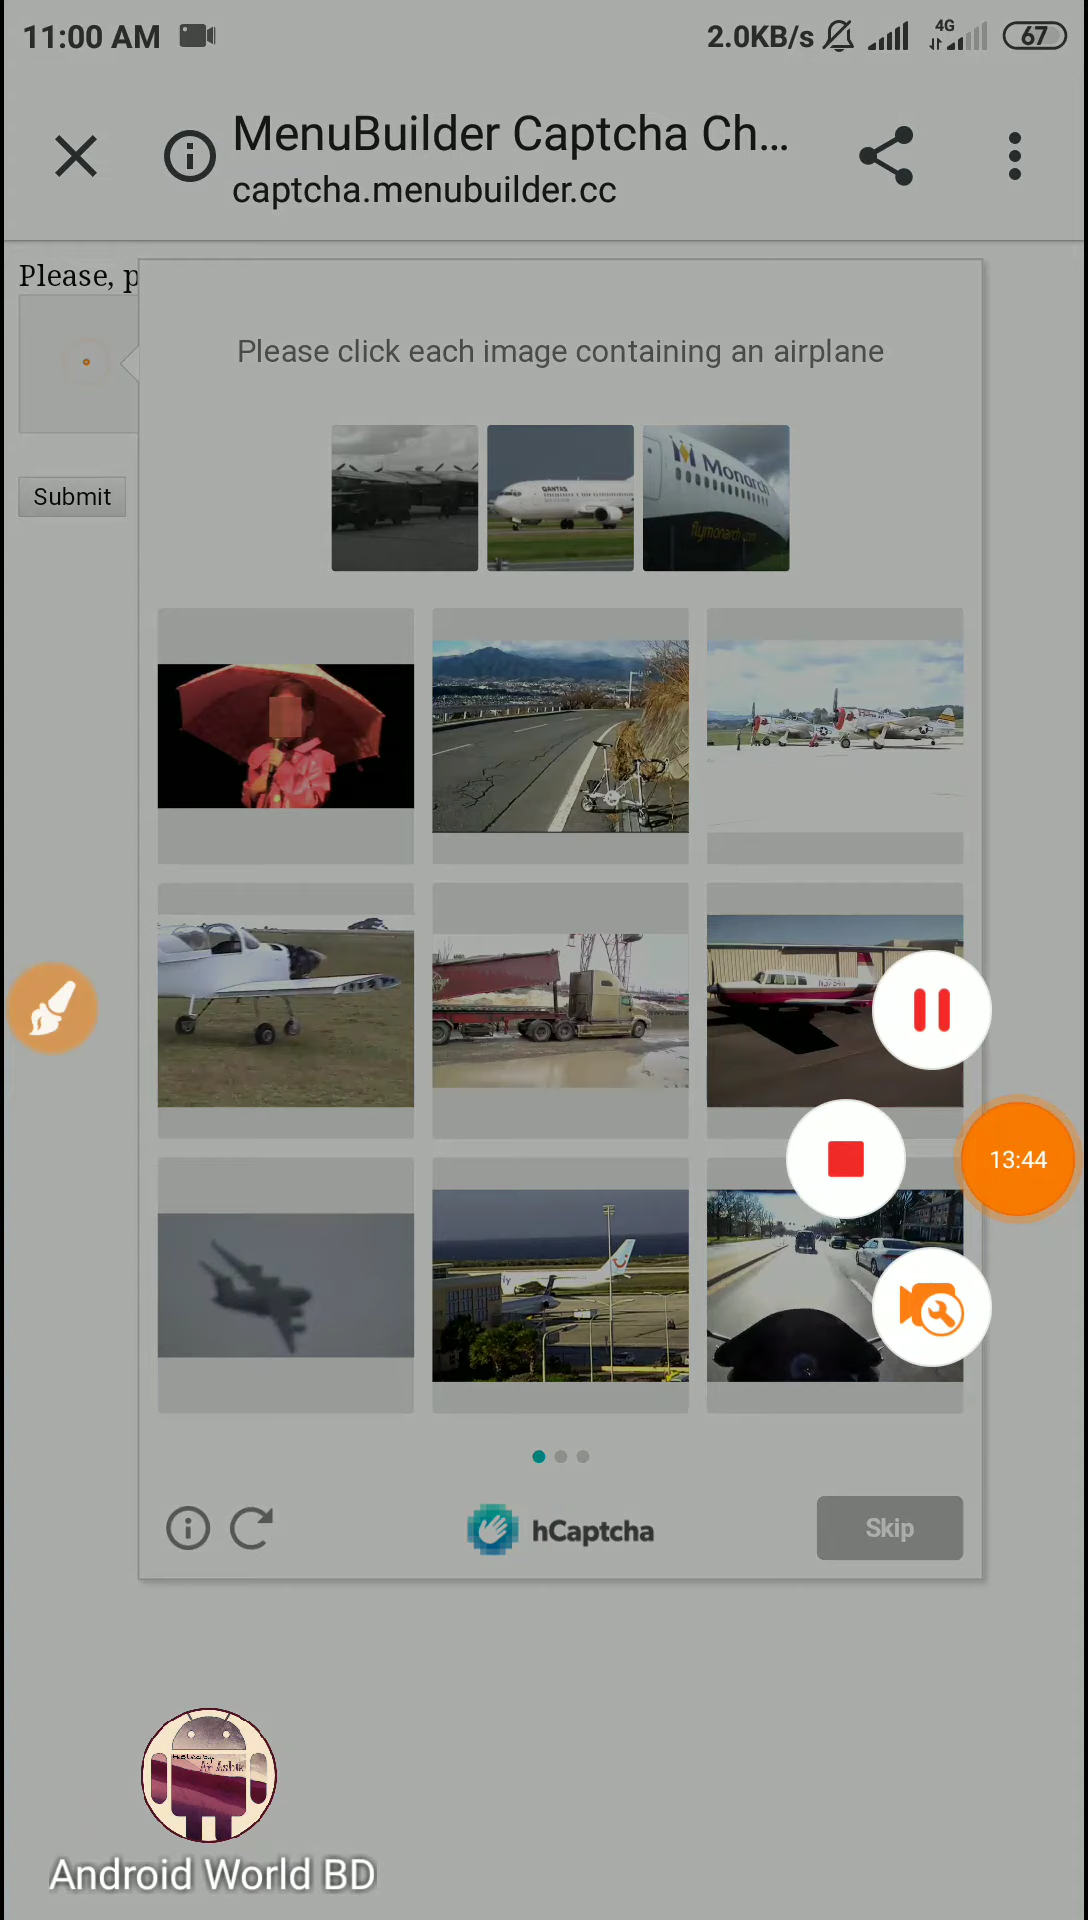 11:00 AM
2.0KB/s
4G
67
MenuBuilder Captcha Ch...
captcha.menubuilder.cc
Please, p
Please click each image containing an airplane
QANTAS
Monarch
flymonarch.com
Submit
13:44
hCaptcha
Skip
Android World BD